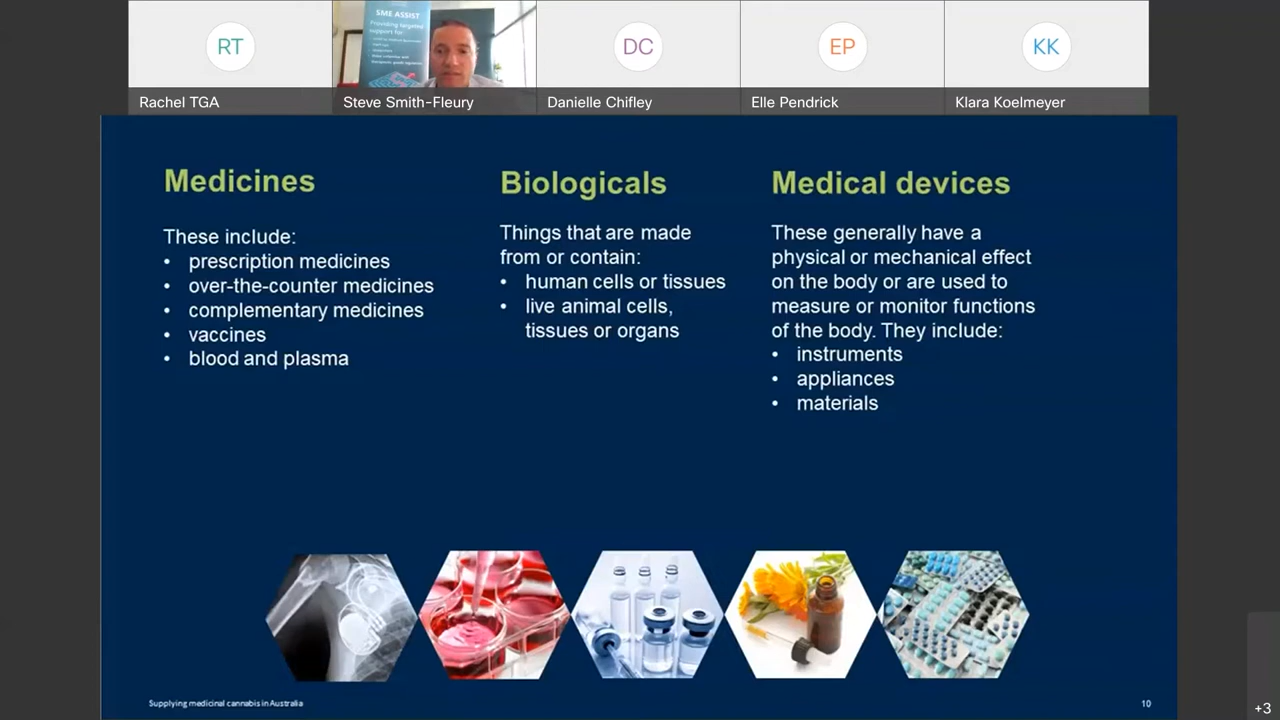 RT
SME ASSIST
Providing targeted
support for
DC
EP
KK
Rachel TGA
Steve Smith-Fleury
Danielle Chifley
Elle Pendrick
Klara Koelmeyer
Medicines
These include:
• prescription medicines
• over-the-counter medicines
• complementary medicines
• vaccines
• blood and plasma
Biologicals
Things that are made
from or contain:
• human cells or tissues
• live animal cells,
tissues or organs
Medical devices
These generally have a
physical or mechanical effect
on the body or are used to
measure or monitor functions
of the body. They include:
• instruments
• appliances
• materials
Supplying medicinal cannabis in Australia
10
+3